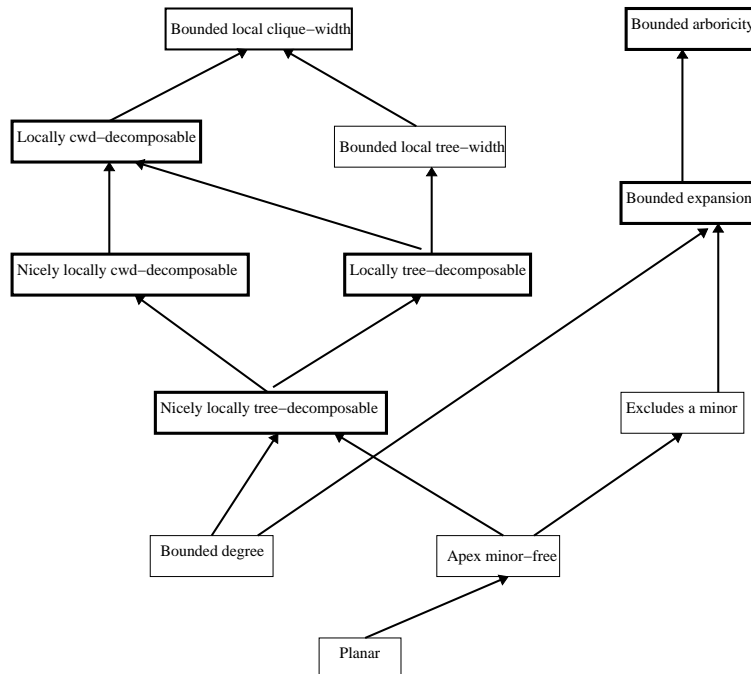 Bounded local clique−width
Bounded arboricity
Locally cwd−decomposable
Bounded local tree−width
Bounded expansion
Nicely locally cwd−decomposable
Locally tree−decomposable
Nicely locally tree−decomposable
Excludes a minor
Bounded degree
Apex minor−free
Planar